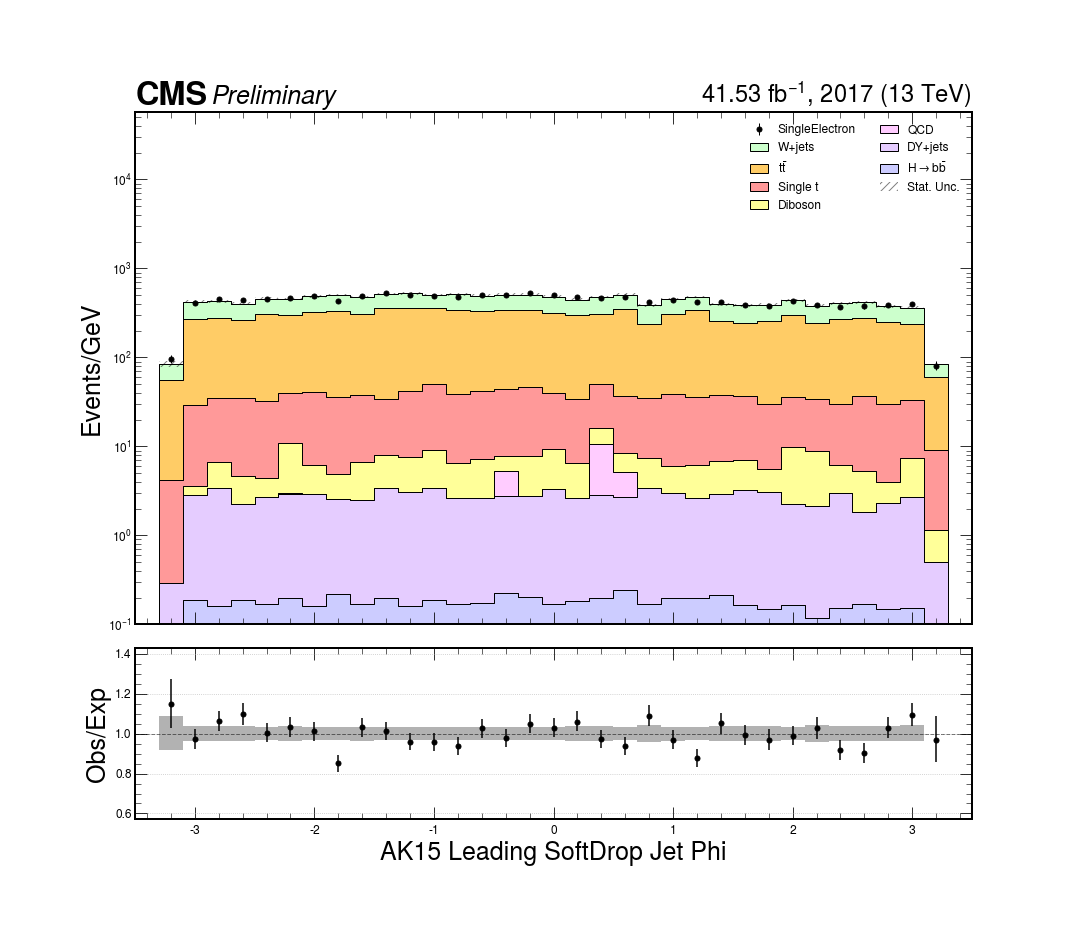 CMS Preliminary 41.53 fb⁻¹, 2017 (13 TeV)
SingleElectron
W+jets
tt̄
Single t
Diboson
QCD
DY+jets
H→bb̄
Stat. Unc.
Events/GeV
10⁴
10³
10²
10¹
10⁰
10⁻¹
Obs/Exp
1.4
1.2
1.0
0.8
0.6
-3 -2 -1 0 1 2 3
AK15 Leading SoftDrop Jet Phi